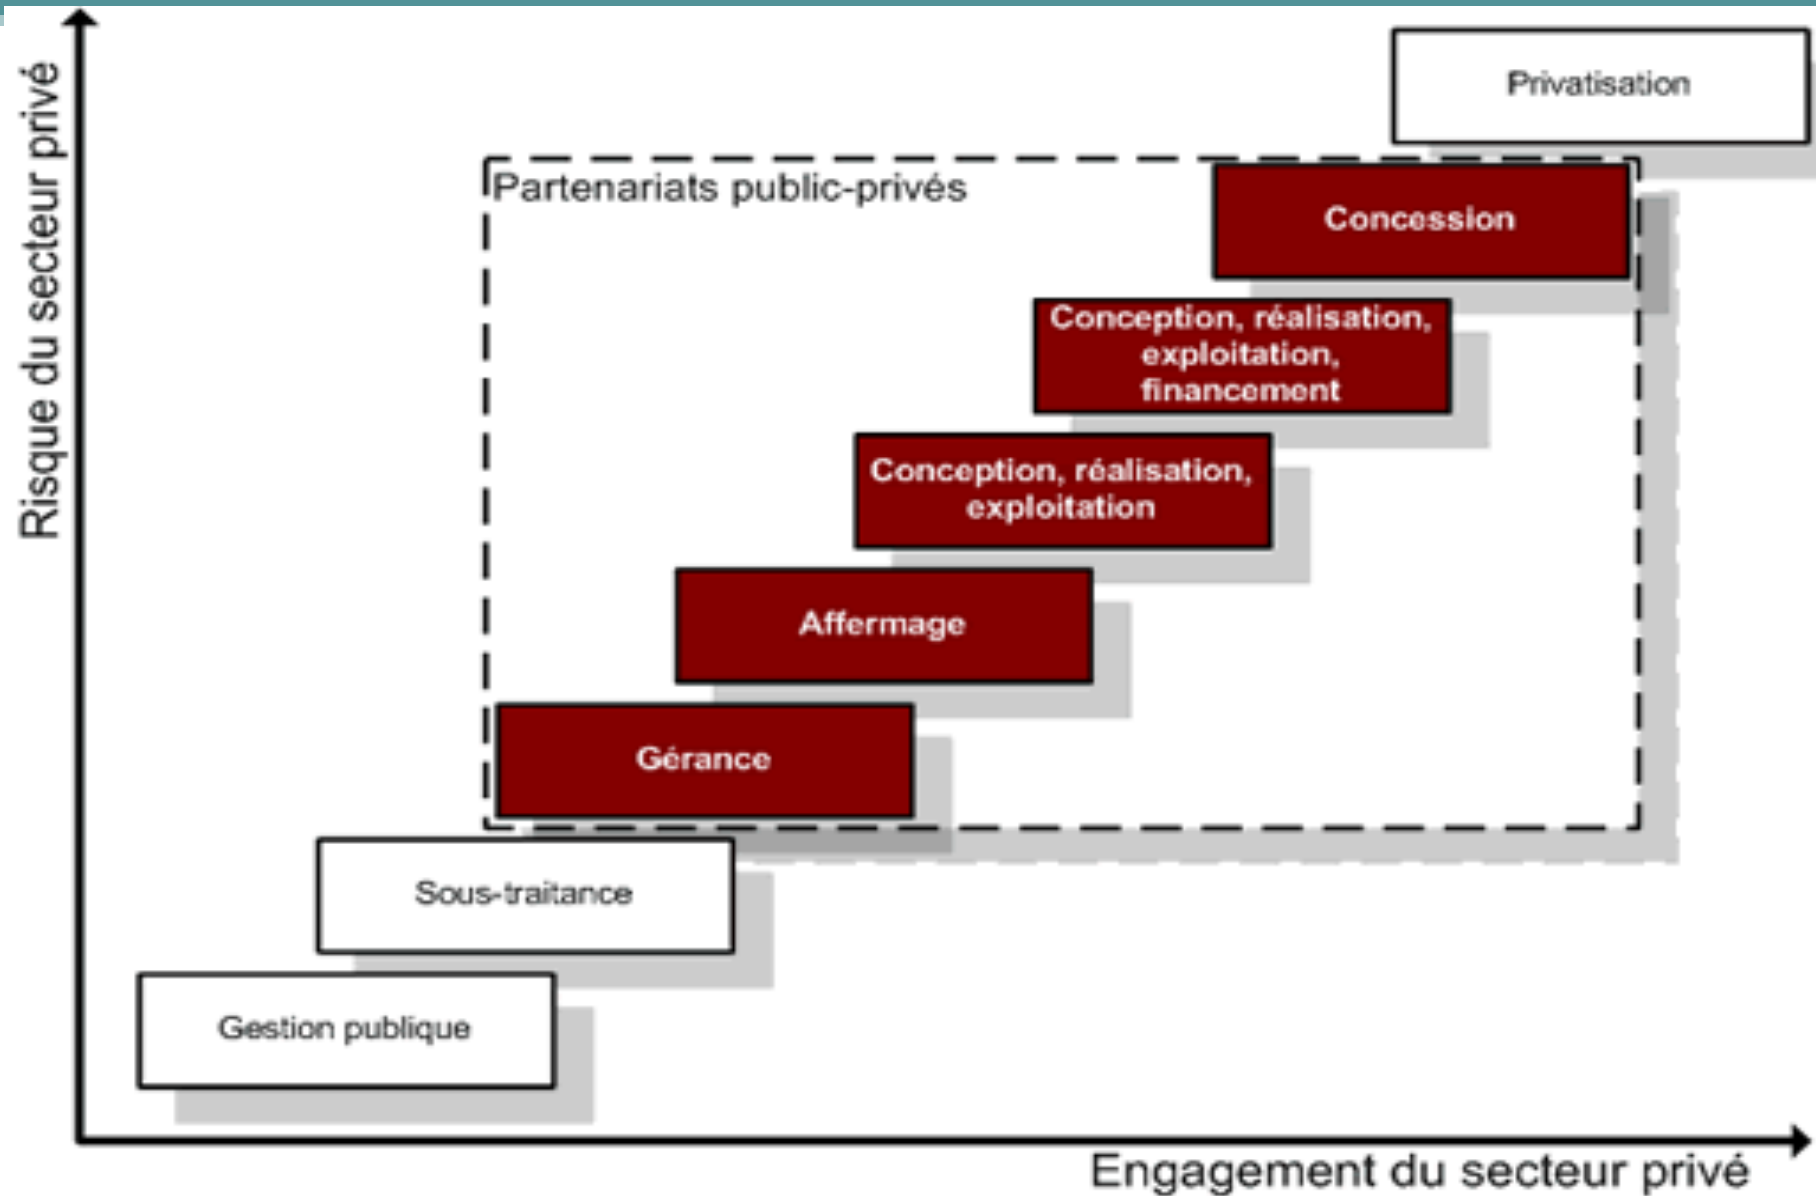 Risque du secteur privé
Privatisation
Partenariats public-privés
Concession
Conception, réalisation,
exploitation,
financement
Conception, réalisation,
exploitation
Affermage
Gérance
Sous-traitance
Gestion publique
Engagement du secteur privé